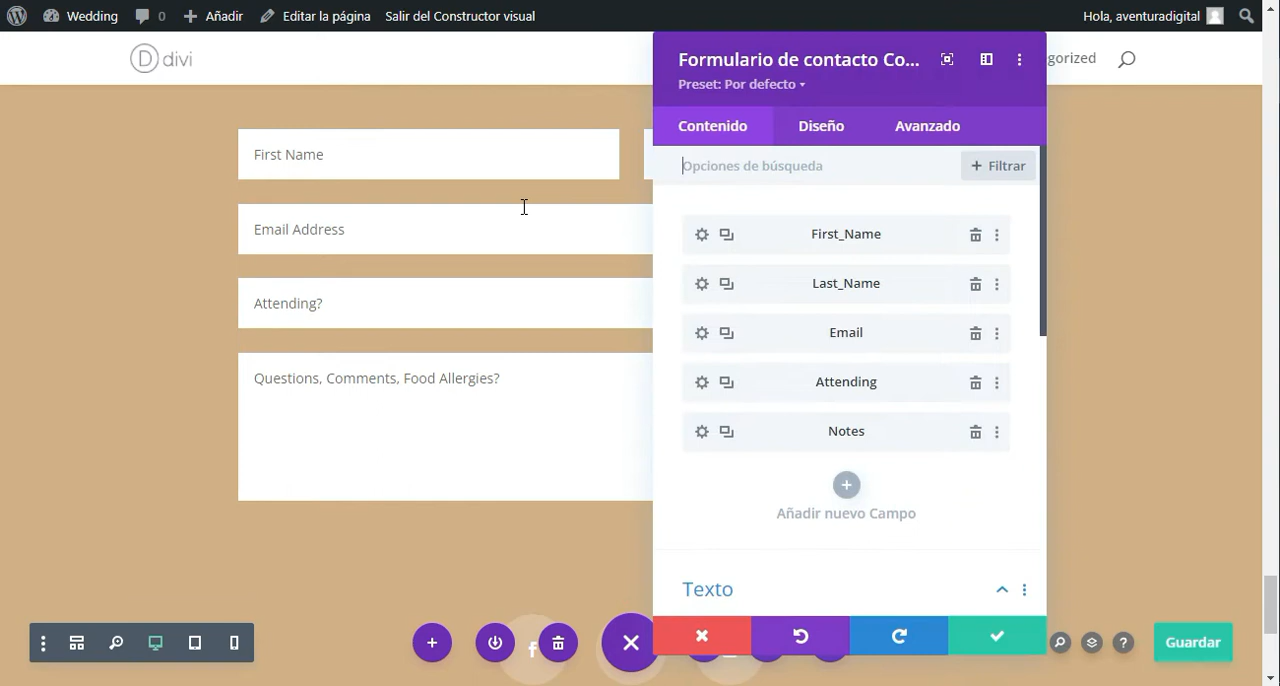 Wedding
0
Añadir
Editar la página
Salir del Constructor visual
Hola, aventuradigital
D divi
gorized
Formulario de contacto Co...
Preset: Por defecto
Contenido
Diseño
Avanzado
Opciones de búsqueda
+ Filtrar
First Name
Email Address
Attending?
Questions, Comments, Food Allergies?
First_Name
Last_Name
Email
Attending
Notes
Añadir nuevo Campo
Texto
Guardar